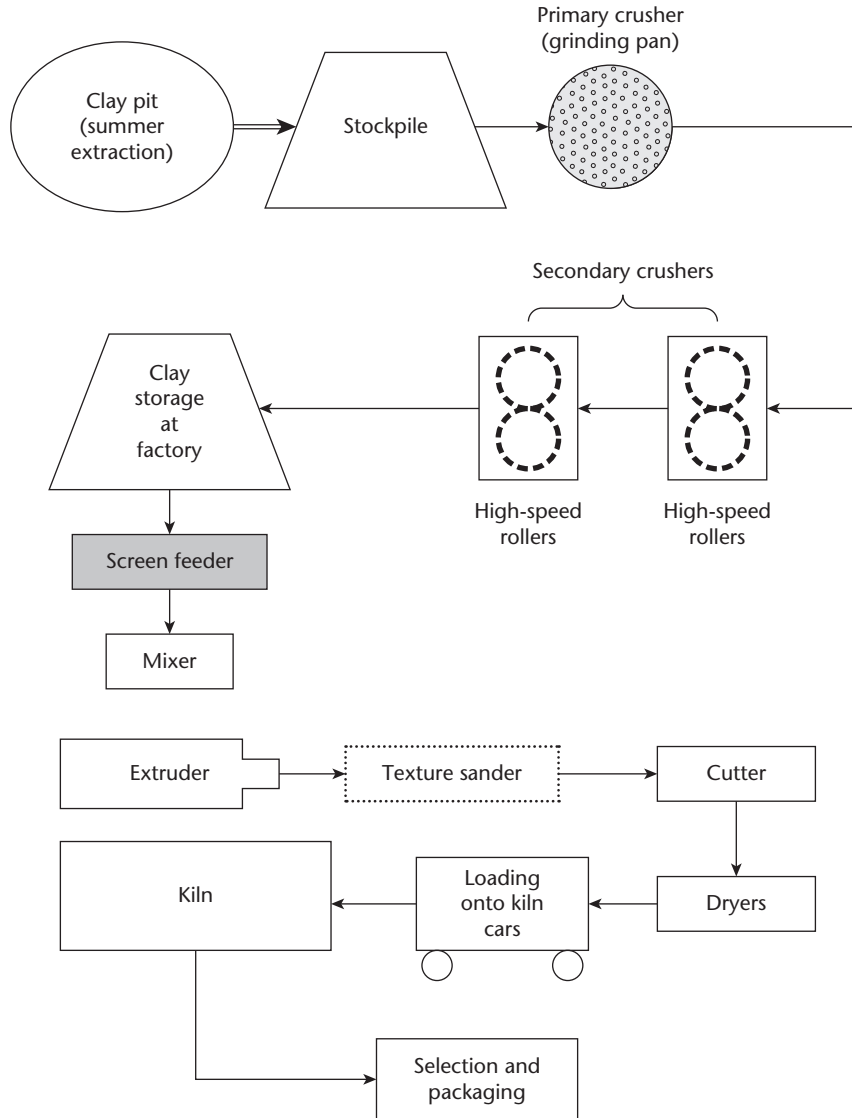 Primary crusher
(grinding pan)
Clay pit
(summer
extraction)
Stockpile
Secondary crushers
Clay
storage
at
factory
High-speed
rollers
High-speed
rollers
Screen feeder
Mixer
Extruder
Texture sander
Cutter
Kiln
Loading
onto kiln
cars
Dryers
Selection and
packaging